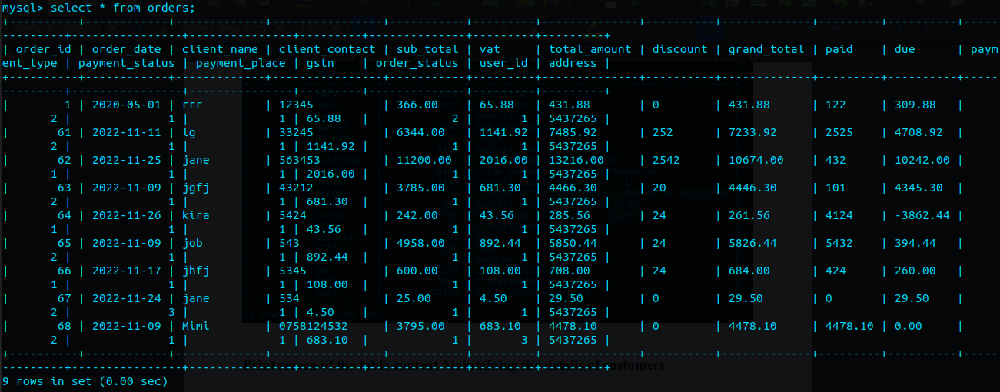 mysql> select * from orders;
+----------+------------+-------------+----------------+-----------+---------+--------------+----------+-------------+---------+----------+-----
---------+----------------+---------------+---------+--------------+---------+---------+
| order_id | order_date | client_name | client_contact | sub_total | vat     | total_amount | discount | grand_total | paid    | due      | paym
ent_type | payment_status | payment_place | gstn    | order_status | user_id | address |
+----------+------------+-------------+----------------+-----------+---------+--------------+----------+-------------+---------+----------+-----
---------+----------------+---------------+---------+--------------+---------+---------+
|        1 | 2020-05-01 | rrr         | 12345          | 366.00    | 65.88   | 431.88       | 0        | 431.88      | 122     | 309.88   |
       2 |              1 |             1 | 65.88   |            2 |       1 | 5437265 |
|       61 | 2022-11-11 | lg          | 33245          | 6344.00   | 1141.92 | 7485.92      | 252      | 7233.92     | 2525    | 4708.92  |
       2 |              1 |             1 | 1141.92 |            1 |       1 | 5437265 |
|       62 | 2022-11-25 | jane        | 563453         | 11200.00  | 2016.00 | 13216.00     | 2542     | 10674.00    | 432     | 10242.00 |
       1 |              1 |             1 | 2016.00 |            1 |       1 | 5437265 |
|       63 | 2022-11-09 | jgfj        | 43212          | 3785.00   | 681.30  | 4466.30      | 20       | 4446.30     | 101     | 4345.30  |
       2 |              1 |             1 | 681.30  |            1 |       1 | 5437265 |
|       64 | 2022-11-26 | kira        | 5424           | 242.00    | 43.56   | 285.56       | 24       | 261.56      | 4124    | -3862.44 |
       1 |              1 |             1 | 43.56   |            1 |       1 | 5437265 |
|       65 | 2022-11-09 | job         | 543            | 4958.00   | 892.44  | 5850.44      | 24       | 5826.44     | 5432    | 394.44   |
       2 |              1 |             1 | 892.44  |            1 |       1 | 5437265 |
|       66 | 2022-11-17 | jhfj        | 5345           | 600.00    | 108.00  | 708.00       | 24       | 684.00      | 424     | 260.00   |
       1 |              1 |             1 | 108.00  |            1 |       1 | 5437265 |
|       67 | 2022-11-24 | jane        | 534            | 25.00     | 4.50    | 29.50        | 0        | 29.50       | 0       | 29.50    |
       2 |              3 |             1 | 4.50    |            1 |       1 | 5437265 |
|       68 | 2022-11-09 | Mimi        | 0758124532     | 3795.00   | 683.10  | 4478.10      | 0        | 4478.10     | 4478.10 | 0.00     |
       2 |              1 |             1 | 683.10  |            1 |       3 | 5437265 |
+----------+------------+-------------+----------------+-----------+---------+--------------+----------+-------------+---------+----------+-----
Print screen of the table content Maintaining the details of customers
---------+----------------+---------------+---------+--------------+---------+---------+
9 rows in set (0.00 sec)